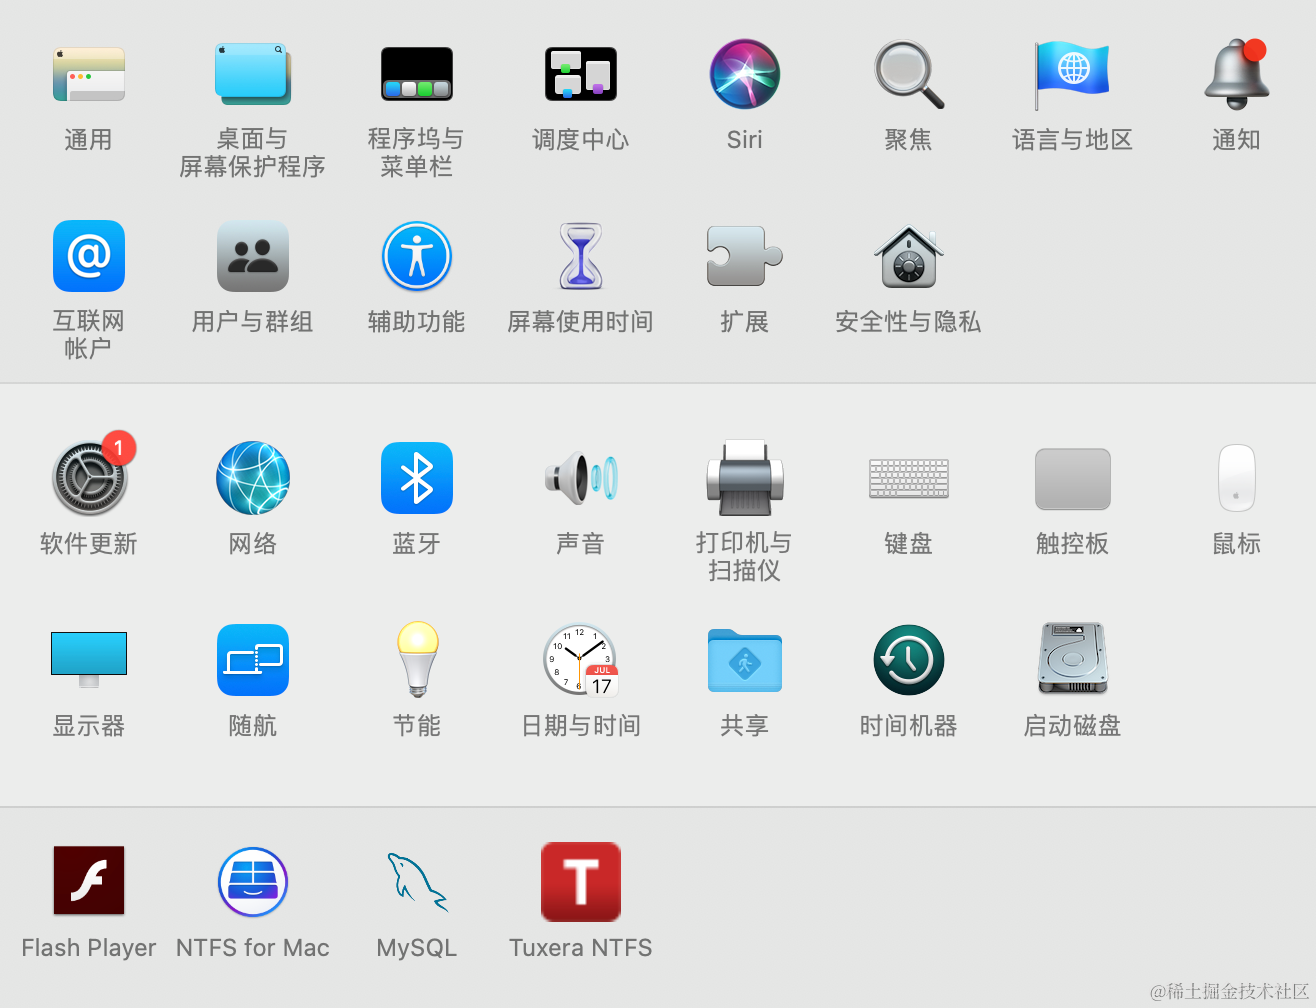 通用
桌面与
屏幕保护程序
程序坞与
菜单栏
调度中心
Siri
聚焦
语言与地区
通知
@
互联网
帐户
用户与群组
辅助功能
屏幕使用时间
扩展
安全性与隐私
1
软件更新
网络
蓝牙
声音
打印机与
扫描仪
键盘
触控板
鼠标
显示器
随航
节能
12
1
2
3
6
7
8
9
10
11
JUL
17
日期与时间
共享
时间机器
启动磁盘
Flash Player
NTFS for Mac
MySQL
T
Tuxera NTFS
@稀土掘金技术社区